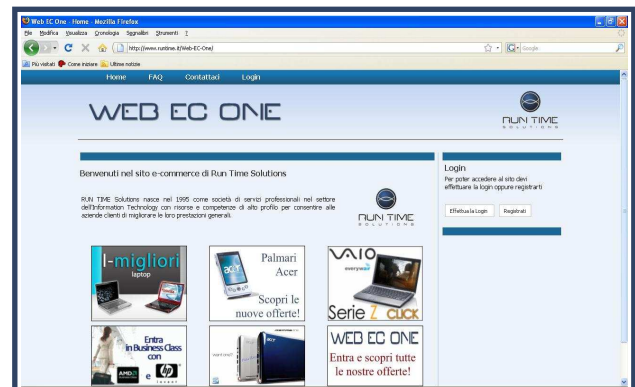 Web EC One - Home - Mozilla Firefox
File Modifica Visualizza Cronologia Segnalibri Strumenti ?
http://www.runtime.it/Web-EC-One/
Google
Più visitati Come iniziare Ultime notizie
Home FAQ Contattaci Login
WEB EC ONE
RUN TIME
SOLUTIONS
Benvenuti nel sito e-commerce di Run Time Solutions
RUN TIME Solutions nasce nel 1995 come società di servizi professionali nel settore
dell'Information Technology con risorse e competenze di alto profilo per consentire alle
aziende clienti di migliorare le loro prestazioni generali.
RUN TIME
SOLUTIONS
Login
Per poter accedere al sito devi
effettuare la login oppure registrarti
Effettua la Login Registrati
I-migliori
laptop
Palmari
Acer
acer
Scopri le
nuove offerte!
VAIO
everywair
Serie Z CLICK
Entra
in Business Class
con
AMD e hp
invent
WEB EC ONE
Entra e scopri tutte
le nostre offerte!